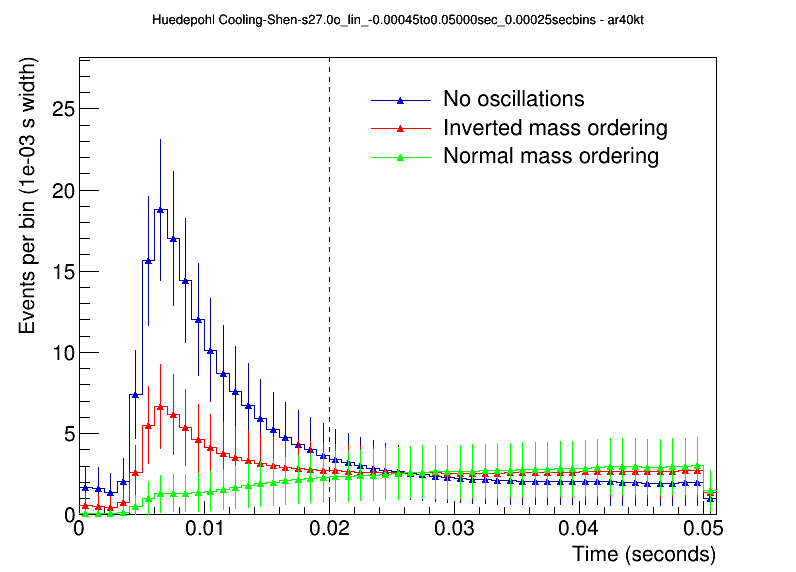 Huedepohl Cooling-Shen-s27.0o_lin_-0.00045to0.05000sec_0.00025secbins - ar40kt
Events per bin (1e-03 s width)
No oscillations
Inverted mass ordering
Normal mass ordering
25
20
15
10
5
0
0 0.01 0.02 0.03 0.04 0.05
Time (seconds)